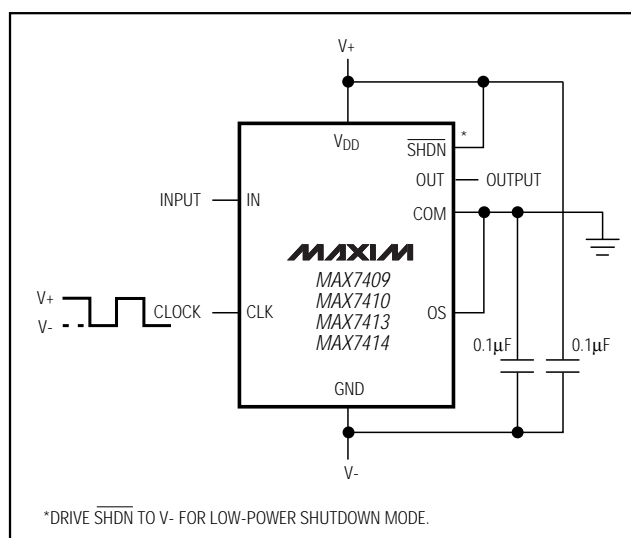 V+
VDD
SHDN
*
OUT
OUTPUT
INPUT
IN
COM
MAXIM
MAX7409
MAX7410
MAX7413
MAX7414
V+
V-
CLOCK
CLK
OS
0.1μF
0.1μF
GND
V-
*DRIVE SHDN TO V- FOR LOW-POWER SHUTDOWN MODE.